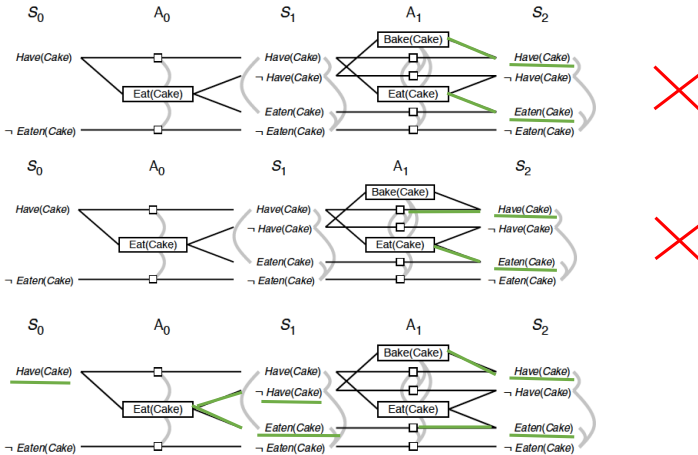 S0 A0 S1 A1 S2
Bake(Cake)
Have(Cake) Have(Cake) Have(Cake)
¬ Have(Cake) ¬ Have(Cake)
Eat(Cake) Eat(Cake)
Eaten(Cake) Eaten(Cake)
¬ Eaten(Cake) ¬ Eaten(Cake) ¬ Eaten(Cake)
S0 A0 S1 A1 S2
Bake(Cake)
Have(Cake) Have(Cake) Have(Cake)
¬ Have(Cake) ¬ Have(Cake)
Eat(Cake) Eat(Cake)
Eaten(Cake) Eaten(Cake)
¬ Eaten(Cake) ¬ Eaten(Cake) ¬ Eaten(Cake)
S0 A0 S1 A1 S2
Bake(Cake)
Have(Cake) Have(Cake) Have(Cake)
¬ Have(Cake) ¬ Have(Cake)
Eat(Cake) Eat(Cake)
Eaten(Cake) Eaten(Cake)
¬ Eaten(Cake) ¬ Eaten(Cake) ¬ Eaten(Cake)